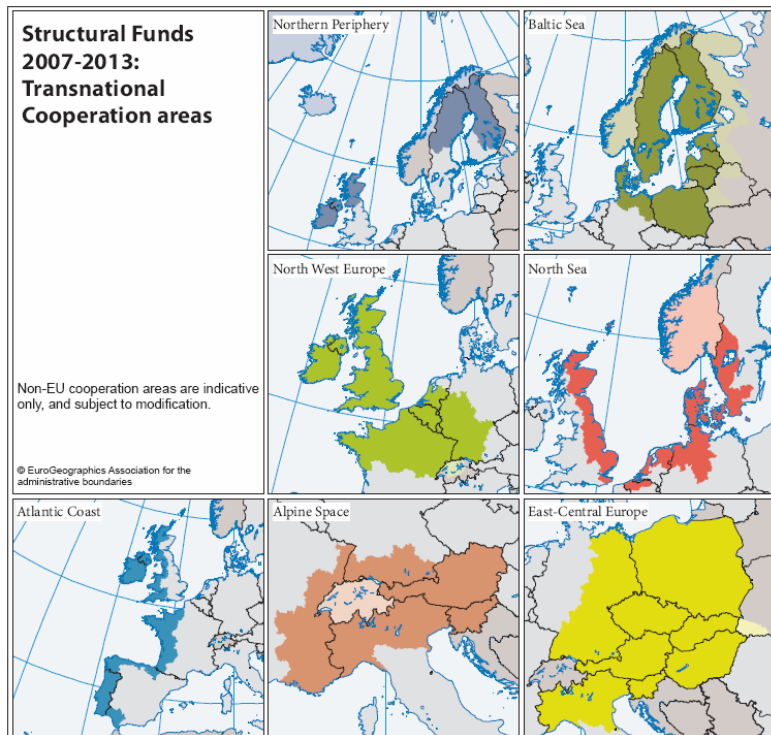 Structural Funds
2007-2013:
Transnational
Cooperation areas
Northern Periphery
Baltic Sea
North West Europe
North Sea
Non-EU cooperation areas are indicative
only, and subject to modification.
© EuroGeographics Association for the
administrative boundaries
Atlantic Coast
Alpine Space
East-Central Europe